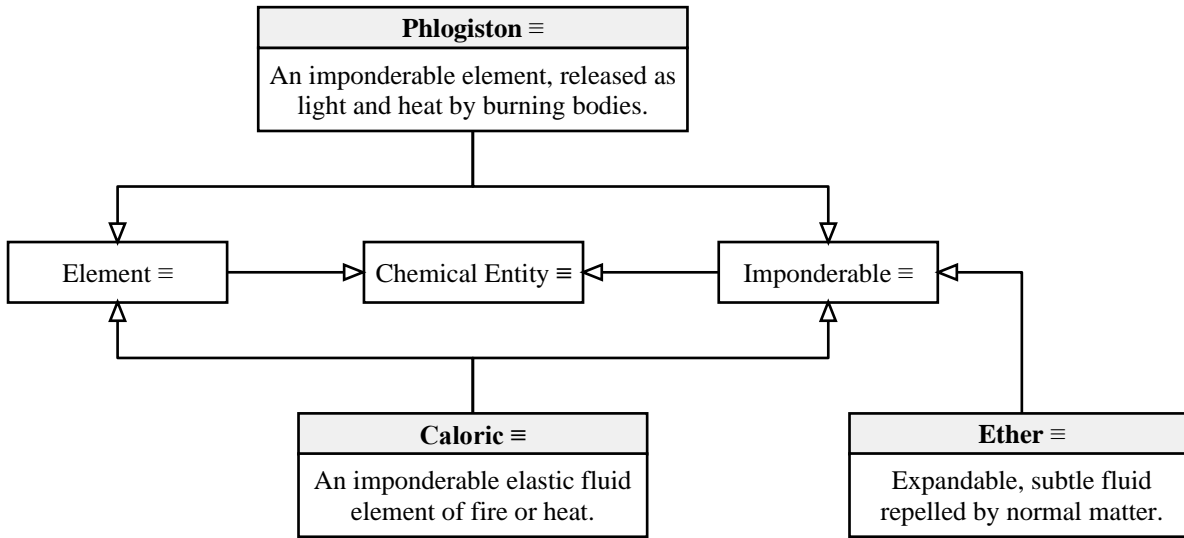 Phlogiston ≡
An imponderable element, released as
light and heat by burning bodies.
Element ≡
Chemical Entity ≡
Imponderable ≡
Caloric ≡
An imponderable elastic fluid
element of fire or heat.
Ether ≡
Expandable, subtle fluid
repelled by normal matter.